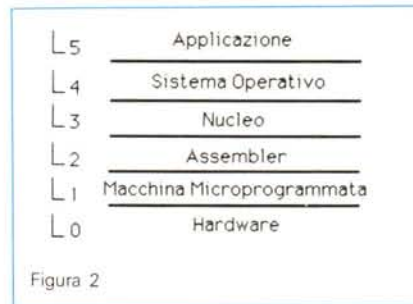 L5 Applicazione
L4 Sistema Operativo
L3 Nucleo
L2 Assembler
L1 Macchina Microprogrammata
L0 Hardware
Figura 2